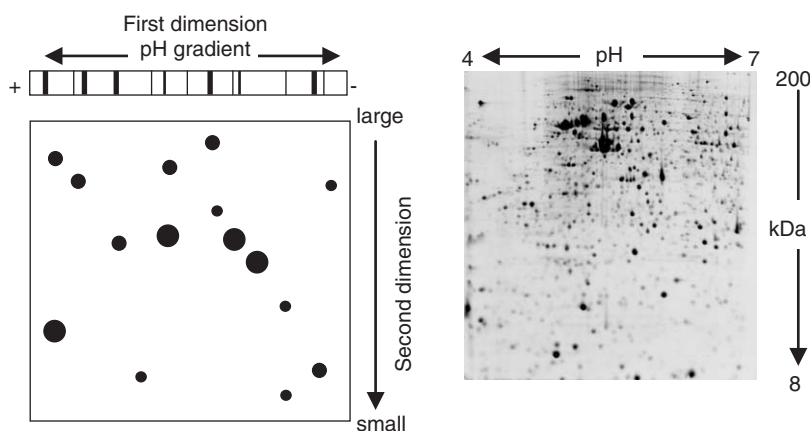 First dimension
pH gradient
+ -
large
Second dimension
small
4 pH 7
200
kDa
8